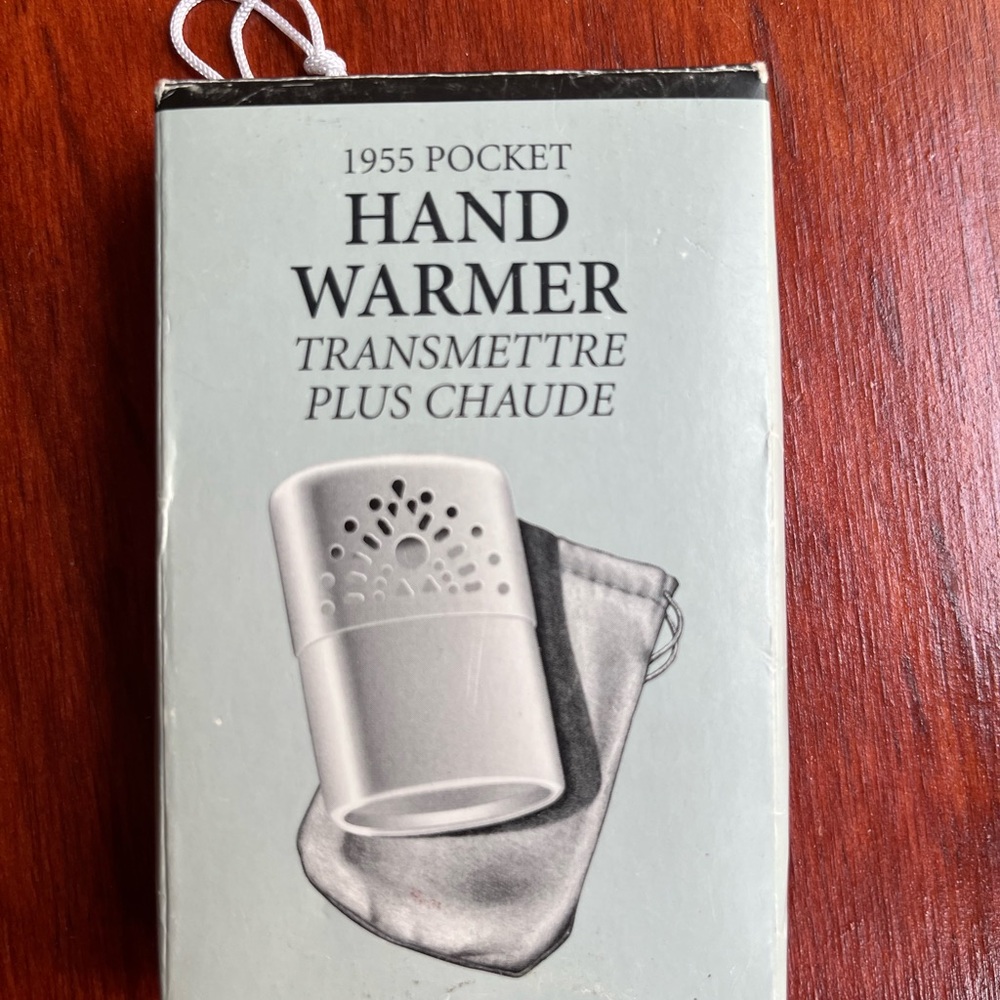 1955 POCKET
HAND
WARMER
TRANSMETTRE
PLUS CHAUDE